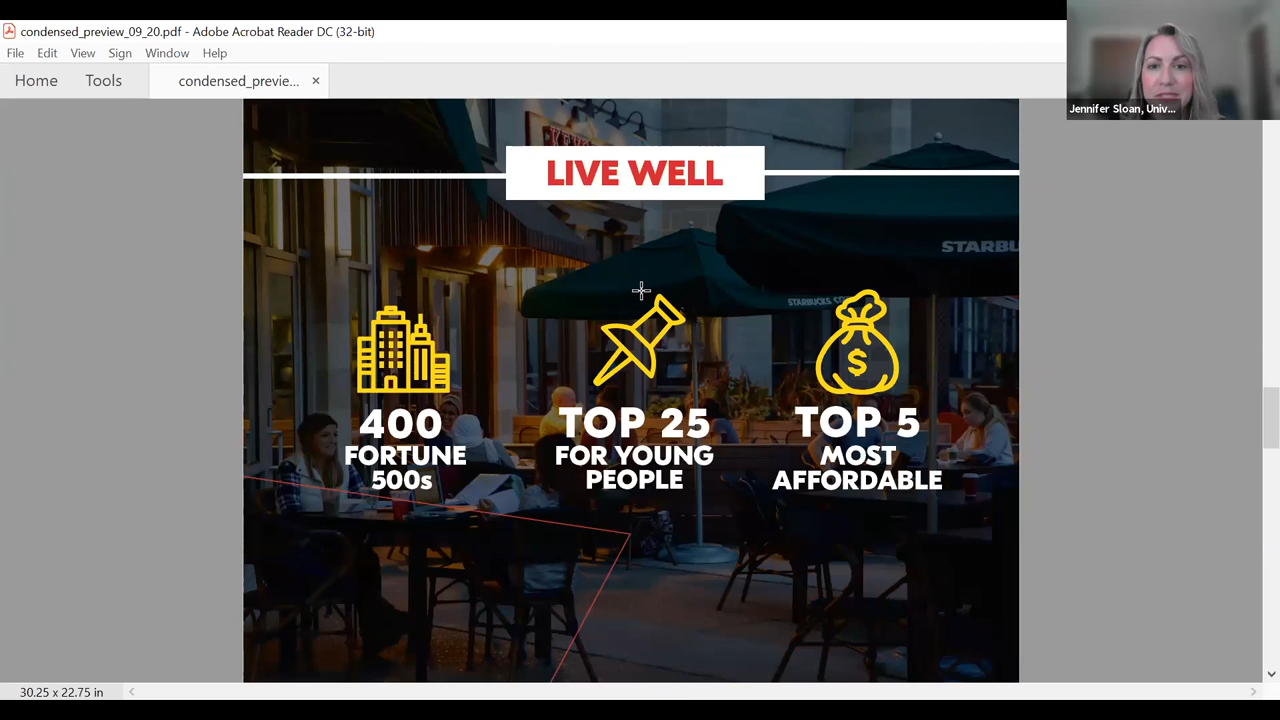 condensed_preview_09_20.pdf - Adobe Acrobat Reader DC (32-bit)
File Edit View Sign Window Help
Home Tools condensed_previe... ×
Jennifer Sloan, Univ...
LIVE WELL
STARBU
STARBUCKS
400
FORTUNE
500s
TOP 25
FOR YOUNG
PEOPLE
TOP 5
MOST
AFFORDABLE
$
30.25 x 22.75 in